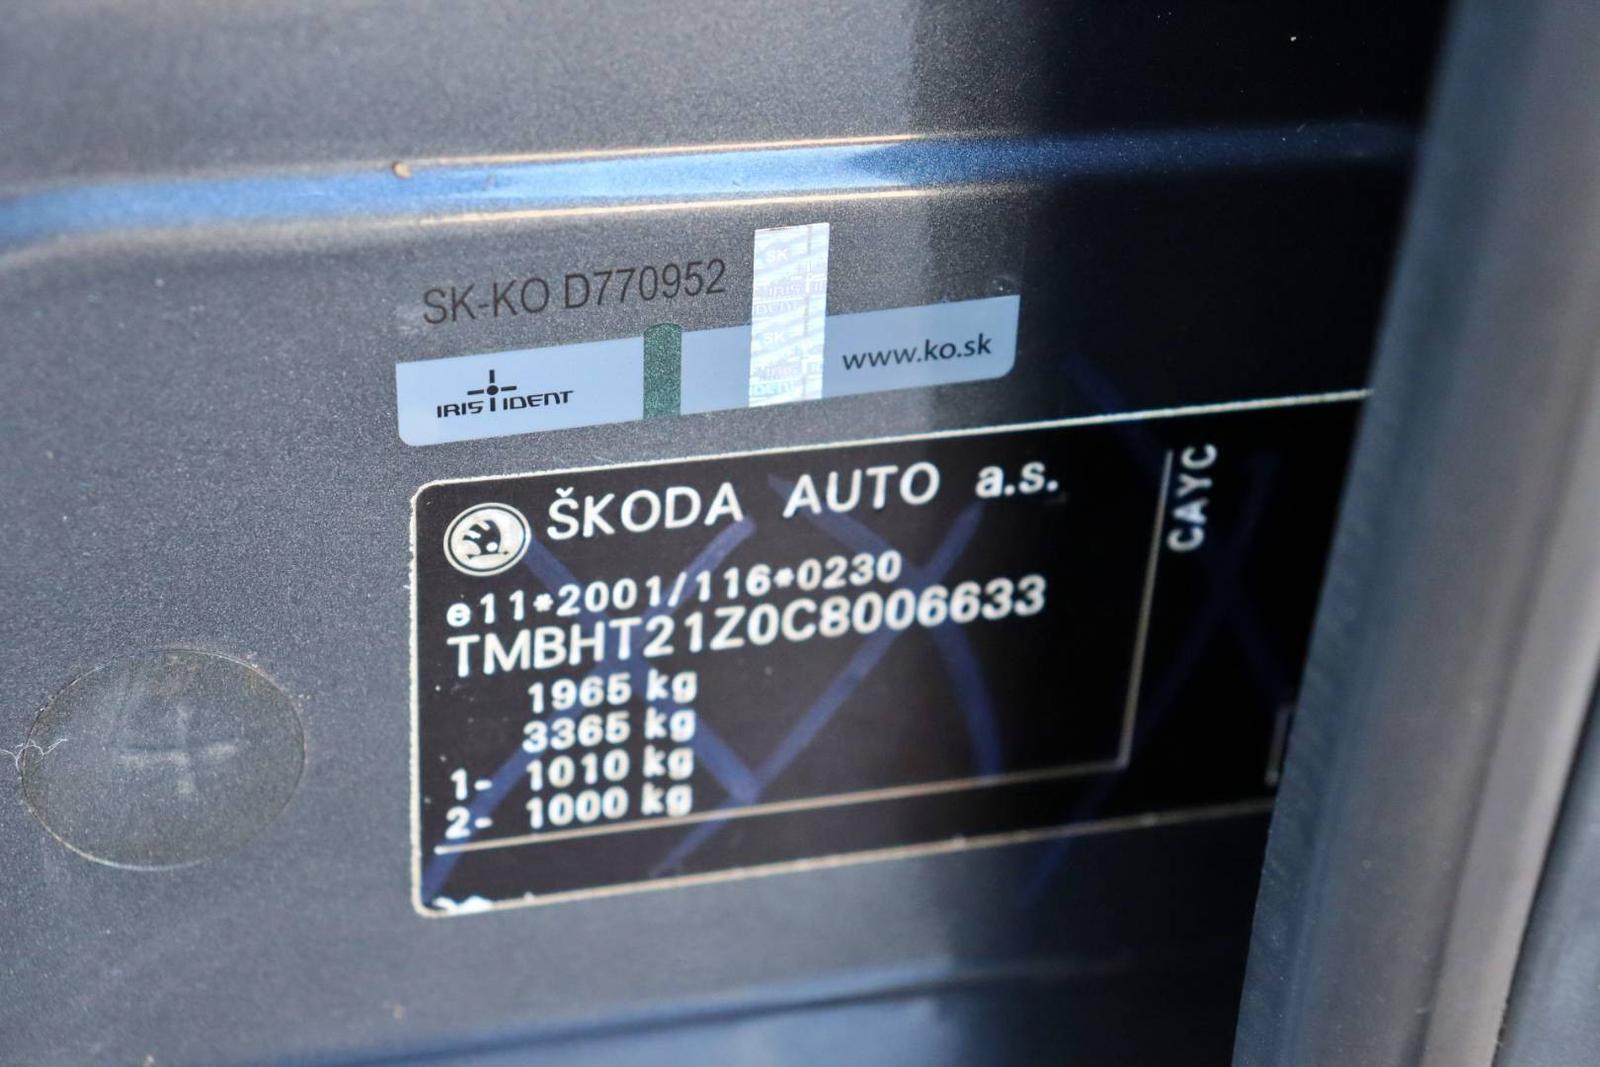 SK-KO D770952
IRIS IDENT
www.ko.sk
ŠKODA AUTO a.s.
e11*2001/116*0230
TMBHT21Z0C8006633
1965 kg
3365 kg
1- 1010 kg
2- 1000 kg
CAYC